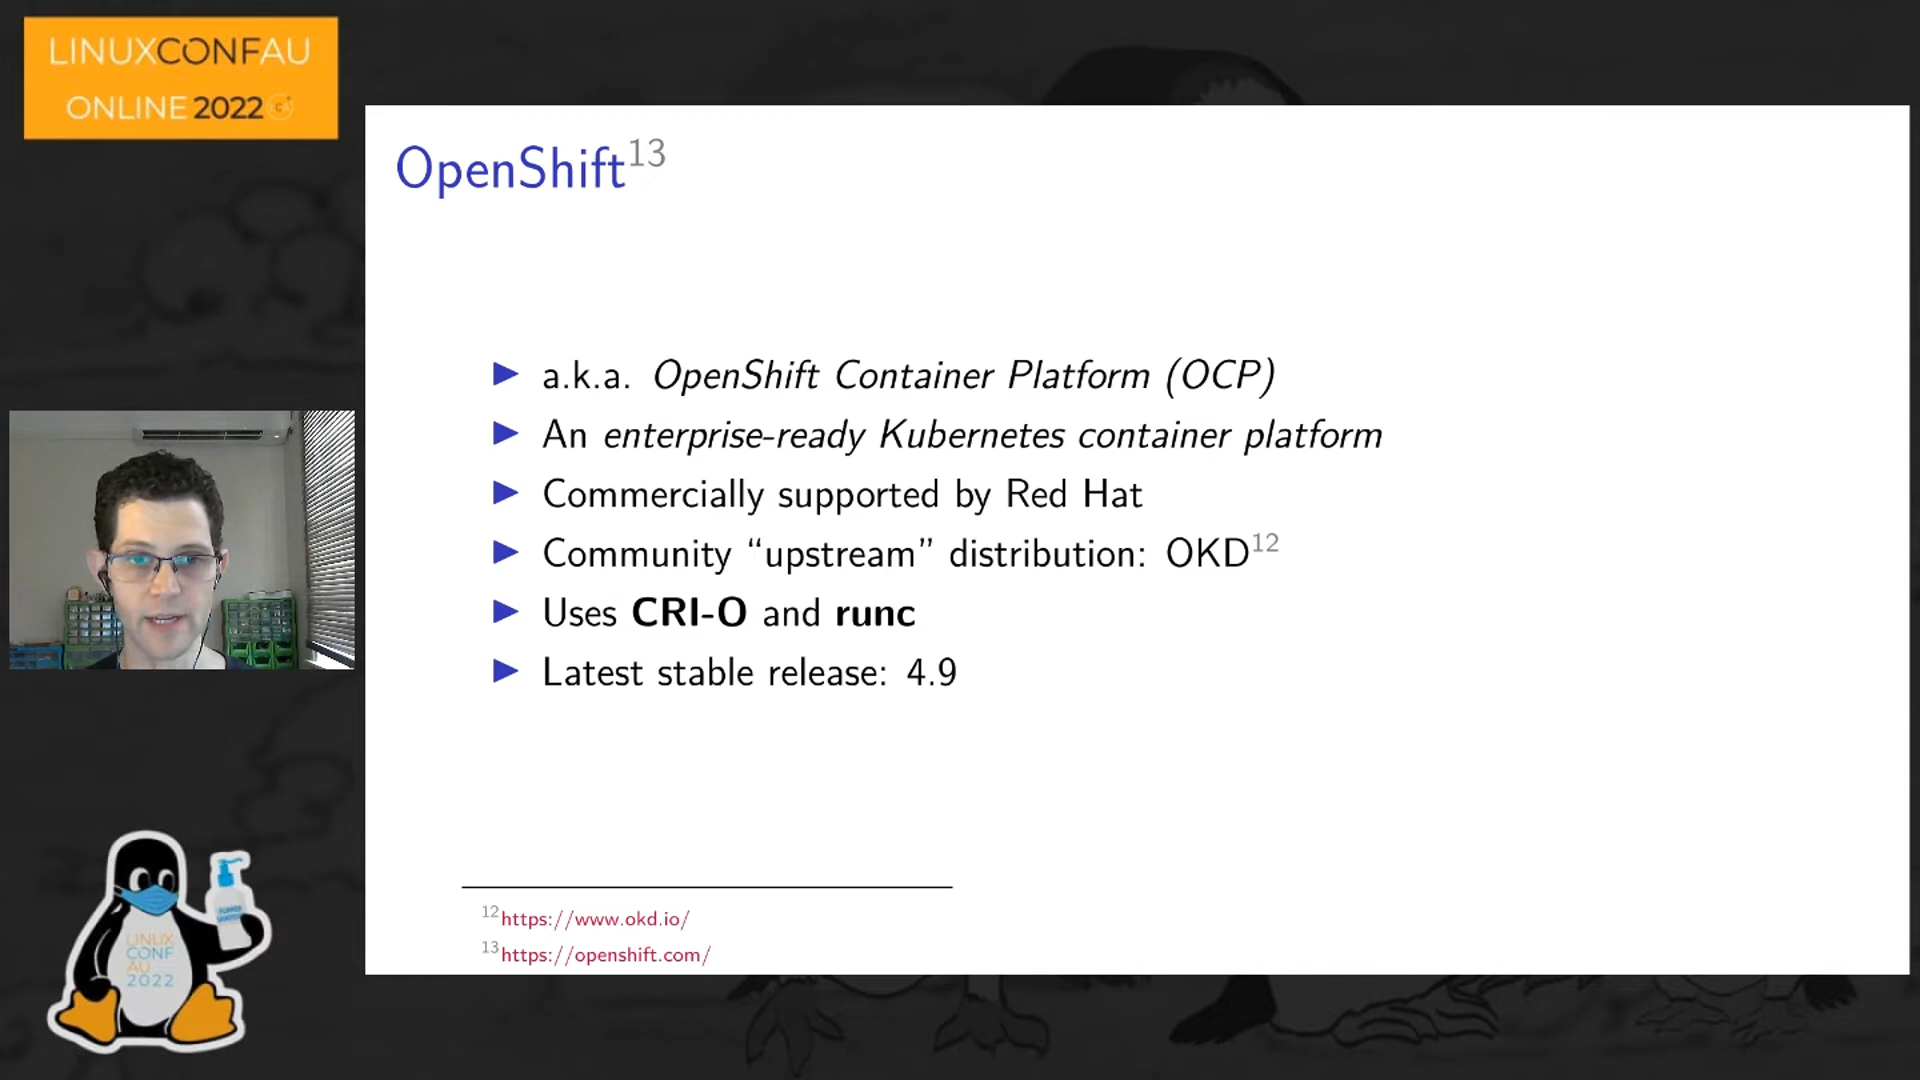 LINUXCONFAU
ONLINE 2022
OpenShift13
a.k.a. OpenShift Container Platform (OCP)
An enterprise-ready Kubernetes container platform
Commercially supported by Red Hat
Community “upstream” distribution: OKD12
Uses CRI-O and runc
Latest stable release: 4.9
12https://www.okd.io/
13https://openshift.com/
LINUX
CONF
AU
2022